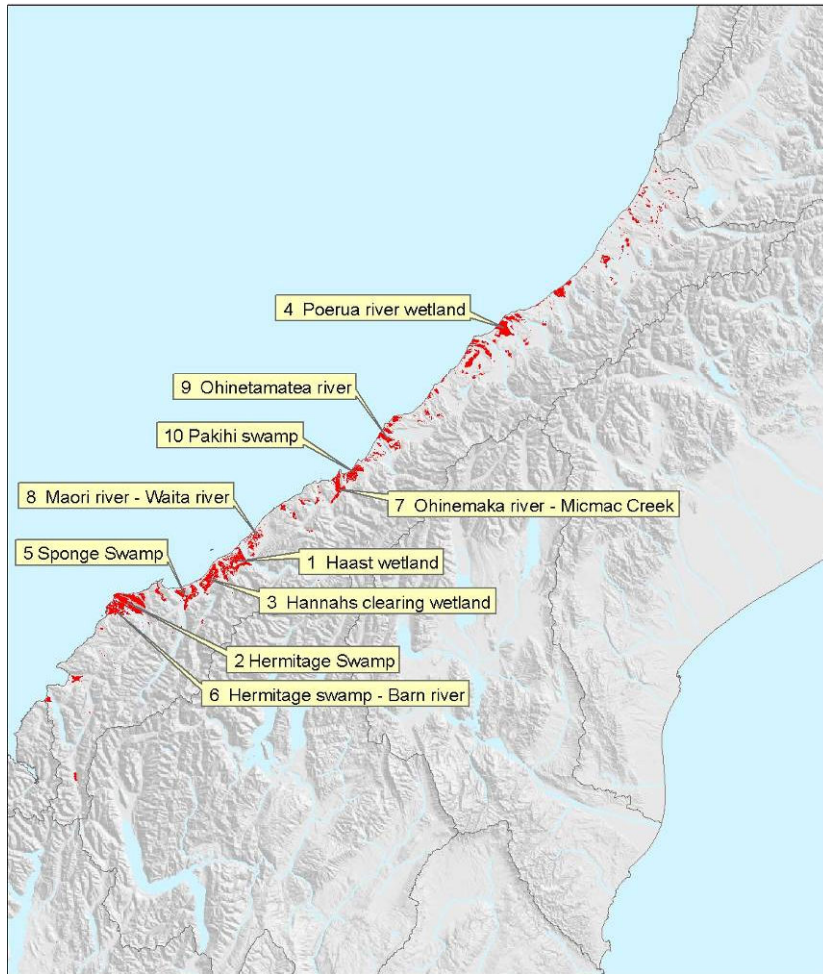 4 Poerua river wetland
9 Ohinetamatea river
10 Pakihi swamp
8 Maori river - Waita river
7 Ohinemaka river - Micmac Creek
5 Sponge Swamp
1 Haast wetland
3 Hannahs clearing wetland
2 Hermitage Swamp
6 Hermitage swamp - Barn river